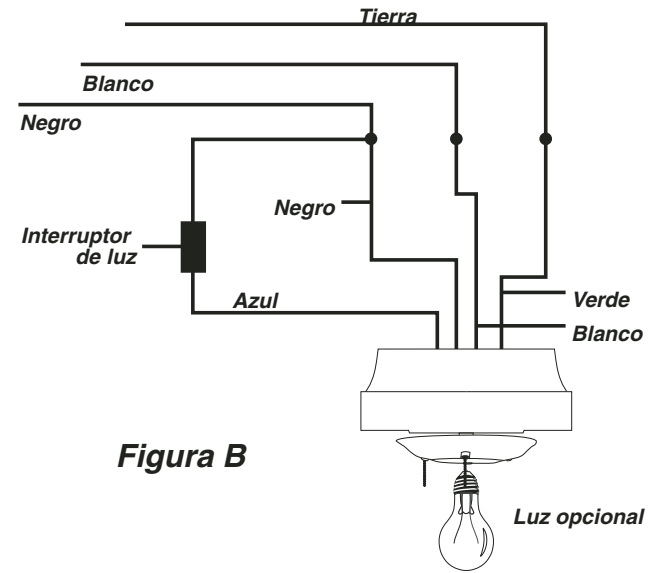 Tierra
Blanco
Negro
Negro
Interruptor
de luz
Azul
Verde
Blanco
Figura B
Luz opcional